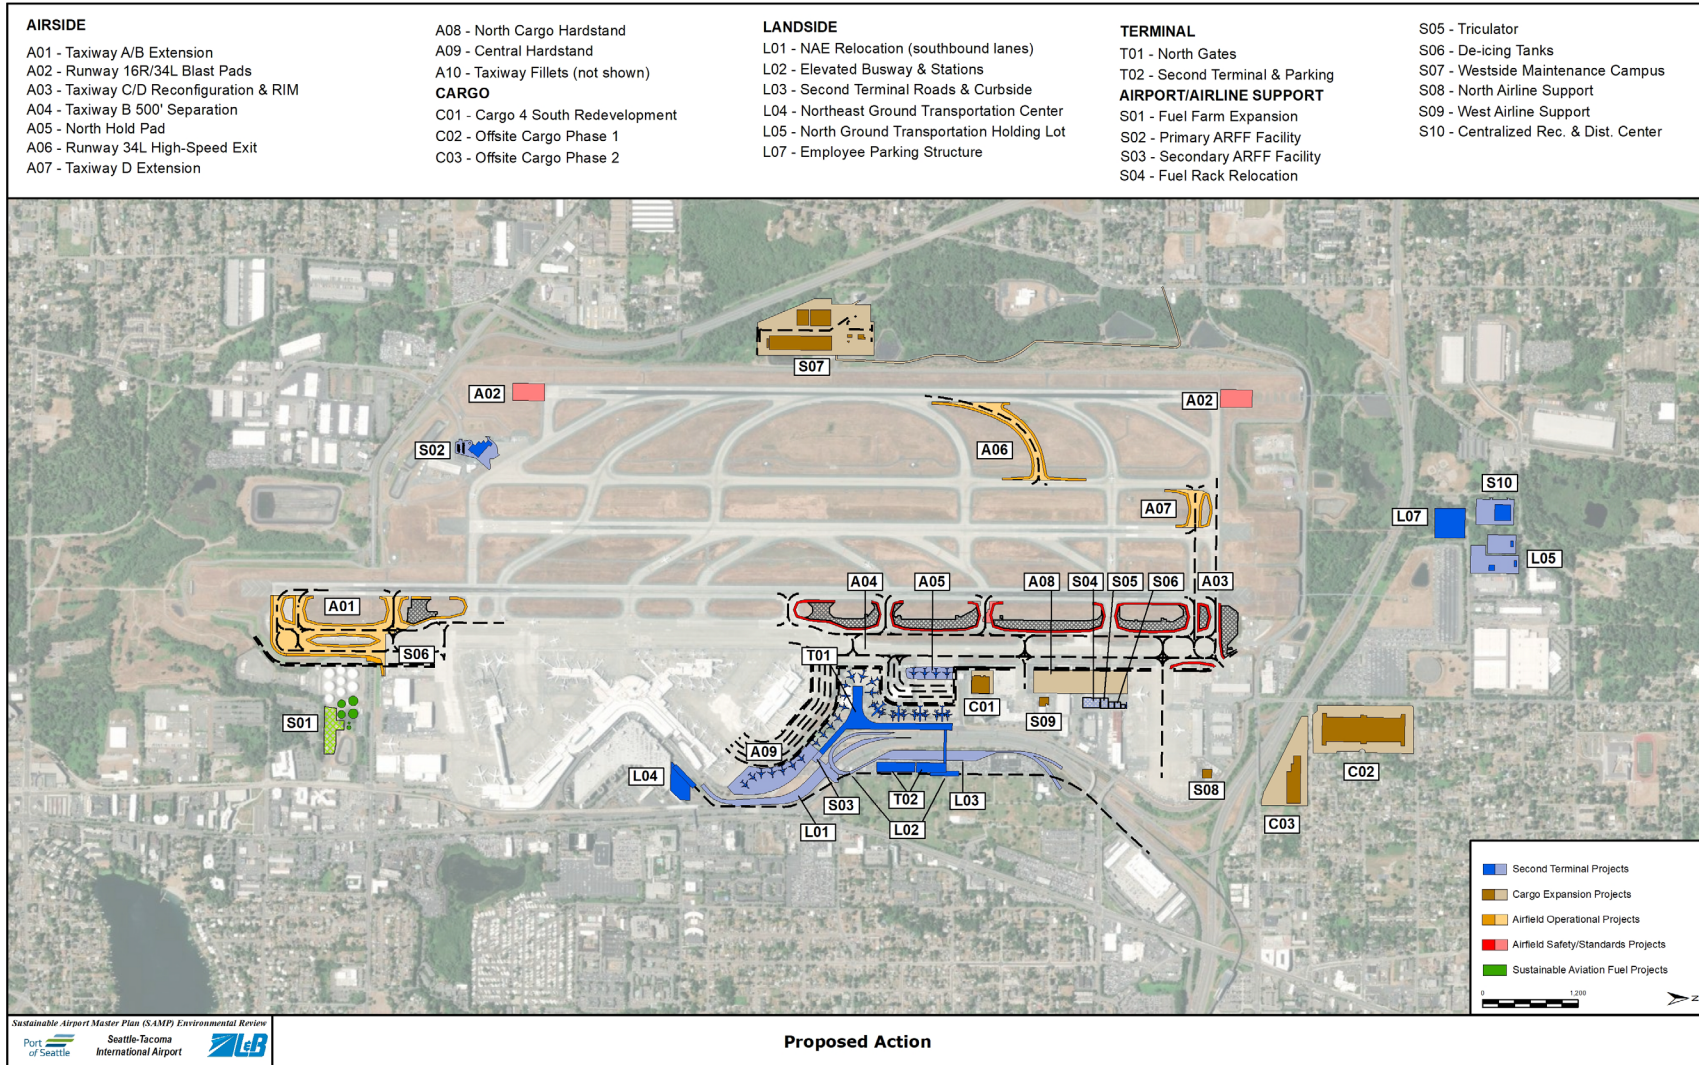 AIRSIDE
A01 - Taxiway A/B Extension
A02 - Runway 16R/34L Blast Pads
A03 - Taxiway C/D Reconfiguration & RIM
A04 - Taxiway B 500' Separation
A05 - North Hold Pad
A06 - Runway 34L High-Speed Exit
A07 - Taxiway D Extension
A08 - North Cargo Hardstand
A09 - Central Hardstand
A10 - Taxiway Fillets (not shown)
CARGO
C01 - Cargo 4 South Redevelopment
C02 - Offsite Cargo Phase 1
C03 - Offsite Cargo Phase 2
LANDSIDE
L01 - NAE Relocation (southbound lanes)
L02 - Elevated Busway & Stations
L03 - Second Terminal Roads & Curbside
L04 - Northeast Ground Transportation Center
L05 - North Ground Transportation Holding Lot
L07 - Employee Parking Structure
TERMINAL
T01 - North Gates
T02 - Second Terminal & Parking
AIRPORT/AIRLINE SUPPORT
S01 - Fuel Farm Expansion
S02 - Primary ARFF Facility
S03 - Secondary ARFF Facility
S04 - Fuel Rack Relocation
S05 - Triculator
S06 - De-icing Tanks
S07 - Westside Maintenance Campus
S08 - North Airline Support
S09 - West Airline Support
S10 - Centralized Rec. & Dist. Center
S07
A02
A02
S02
A06
A07
S10
L07
L05
A01
A04
A05
A08
S04
S05
S06
A03
S06
T01
S01
C01
S09
A09
L04
S03
T02
L03
L01
L02
S08
C02
C03
Second Terminal Projects
Cargo Expansion Projects
Airfield Operational Projects
Airfield Safety/Standards Projects
Sustainable Aviation Fuel Projects
0 1,200
N
Sustainable Airport Master Plan (SAMP) Environmental Review
Port of Seattle
Seattle-Tacoma
International Airport
L&B
Proposed Action